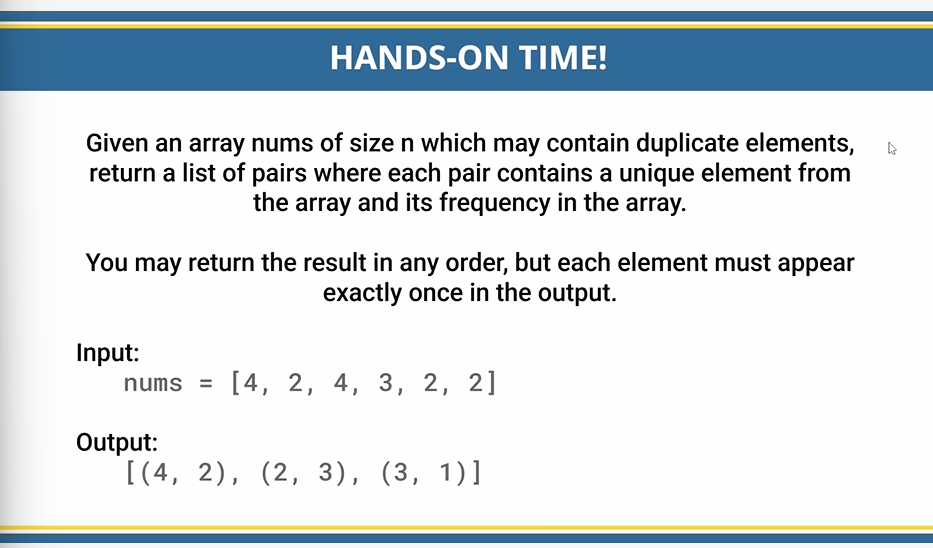 HANDS-ON TIME!
Given an array nums of size n which may contain duplicate elements,
return a list of pairs where each pair contains a unique element from
the array and its frequency in the array.
You may return the result in any order, but each element must appear
exactly once in the output.
Input:
nums = [4, 2, 4, 3, 2, 2]
Output:
[(4, 2), (2, 3), (3, 1)]